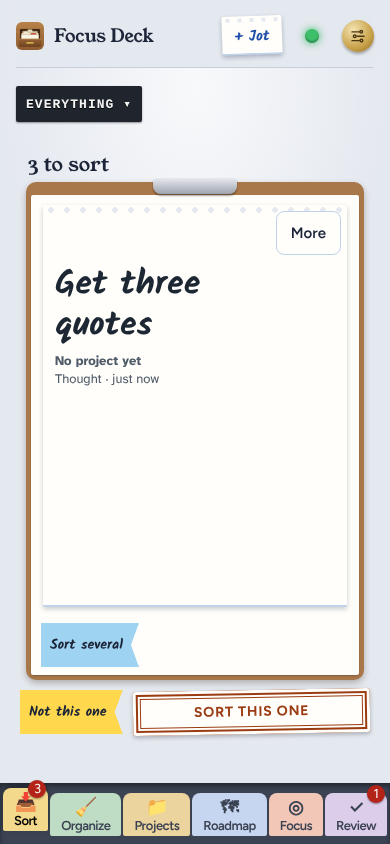 Focus Deck
+ Jot
EVERYTHING ▾
3 to sort
More
Get three
quotes
No project yet
Thought · just now
Sort several
Not this one
SORT THIS ONE
3
1
Sort
Organize
Projects
Roadmap
Focus
Review